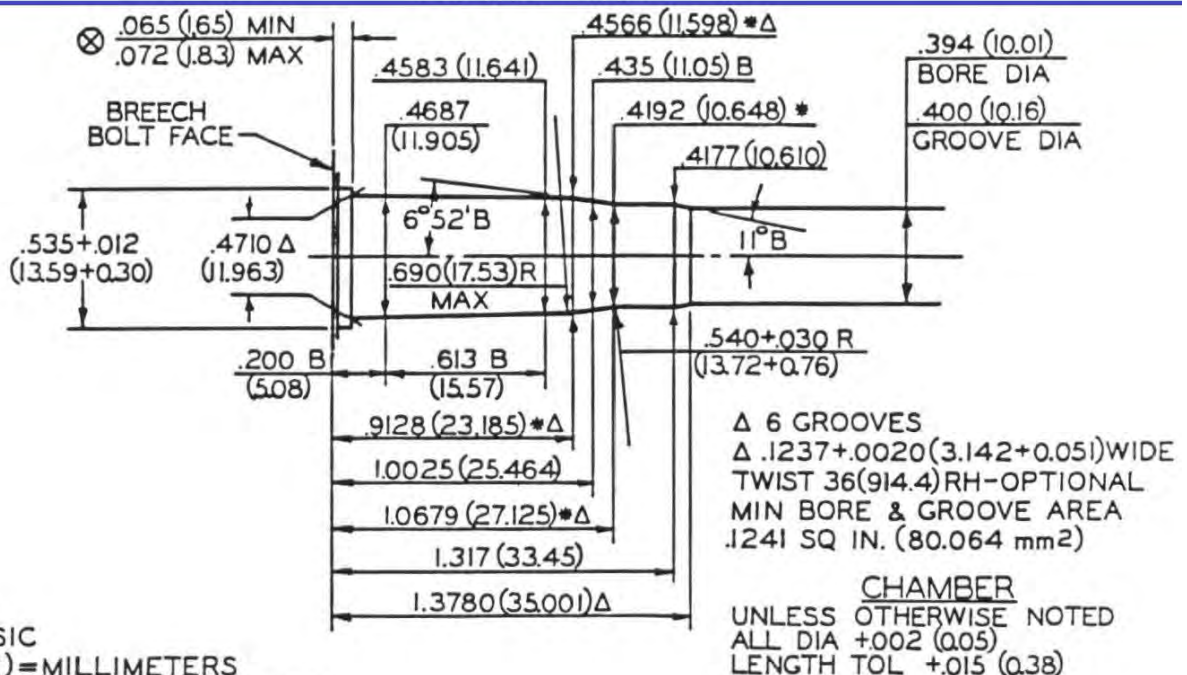 ⊗ .065 (1.65) MIN
.072 (1.83) MAX
.4566 (11.598) *Δ
.394 (10.01)
BORE DIA
.4583 (11.641)
.435 (11.05) B
BREECH
BOLT FACE
.4687
(11.905)
.4192 (10.648) *
.400 (10.16)
GROOVE DIA
.4177 (10.610)
6° 52' B
11° B
.535+.012
(13.59+0.30)
.4710 Δ
(11.963)
.690 (17.53) R
MAX
.200 B
(5.08)
.613 B
(15.57)
.540+.030 R
(13.72+0.76)
.9128 (23.185) *Δ
1.0025 (25.464)
1.0679 (27.125) *Δ
1.317 (33.45)
1.3780 (35.001) Δ
Δ 6 GROOVES
Δ .1237+.0020 (3.142+0.051) WIDE
TWIST 36 (914.4) RH-OPTIONAL
MIN BORE & GROOVE AREA
.1241 SQ IN. (80.064 mm2)
CHAMBER
UNLESS OTHERWISE NOTED
ALL DIA +.002 (0.05)
LENGTH TOL +.015 (0.38)
SIC
)=MILLIMETERS